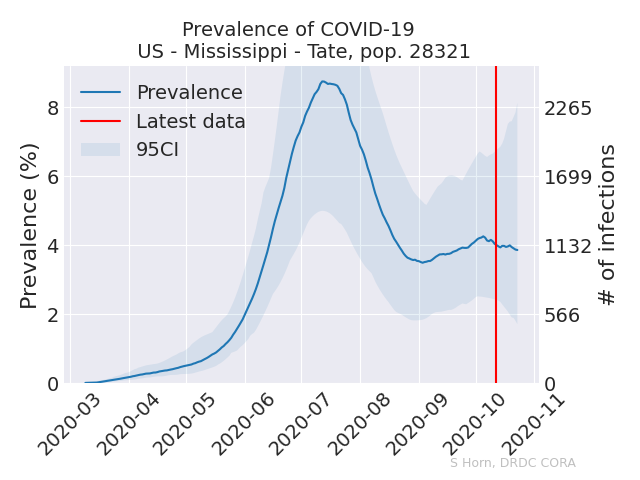 Prevalence of COVID-19
US - Mississippi - Tate, pop. 28321
Prevalence (%)
8
6
4
2
0
Prevalence
Latest data
95CI
2265
1699
1132
566
0
# of infections
2020-03
2020-04
2020-05
2020-06
2020-07
2020-08
2020-09
2020-10
2020-11
S Horn, DRDC CORA